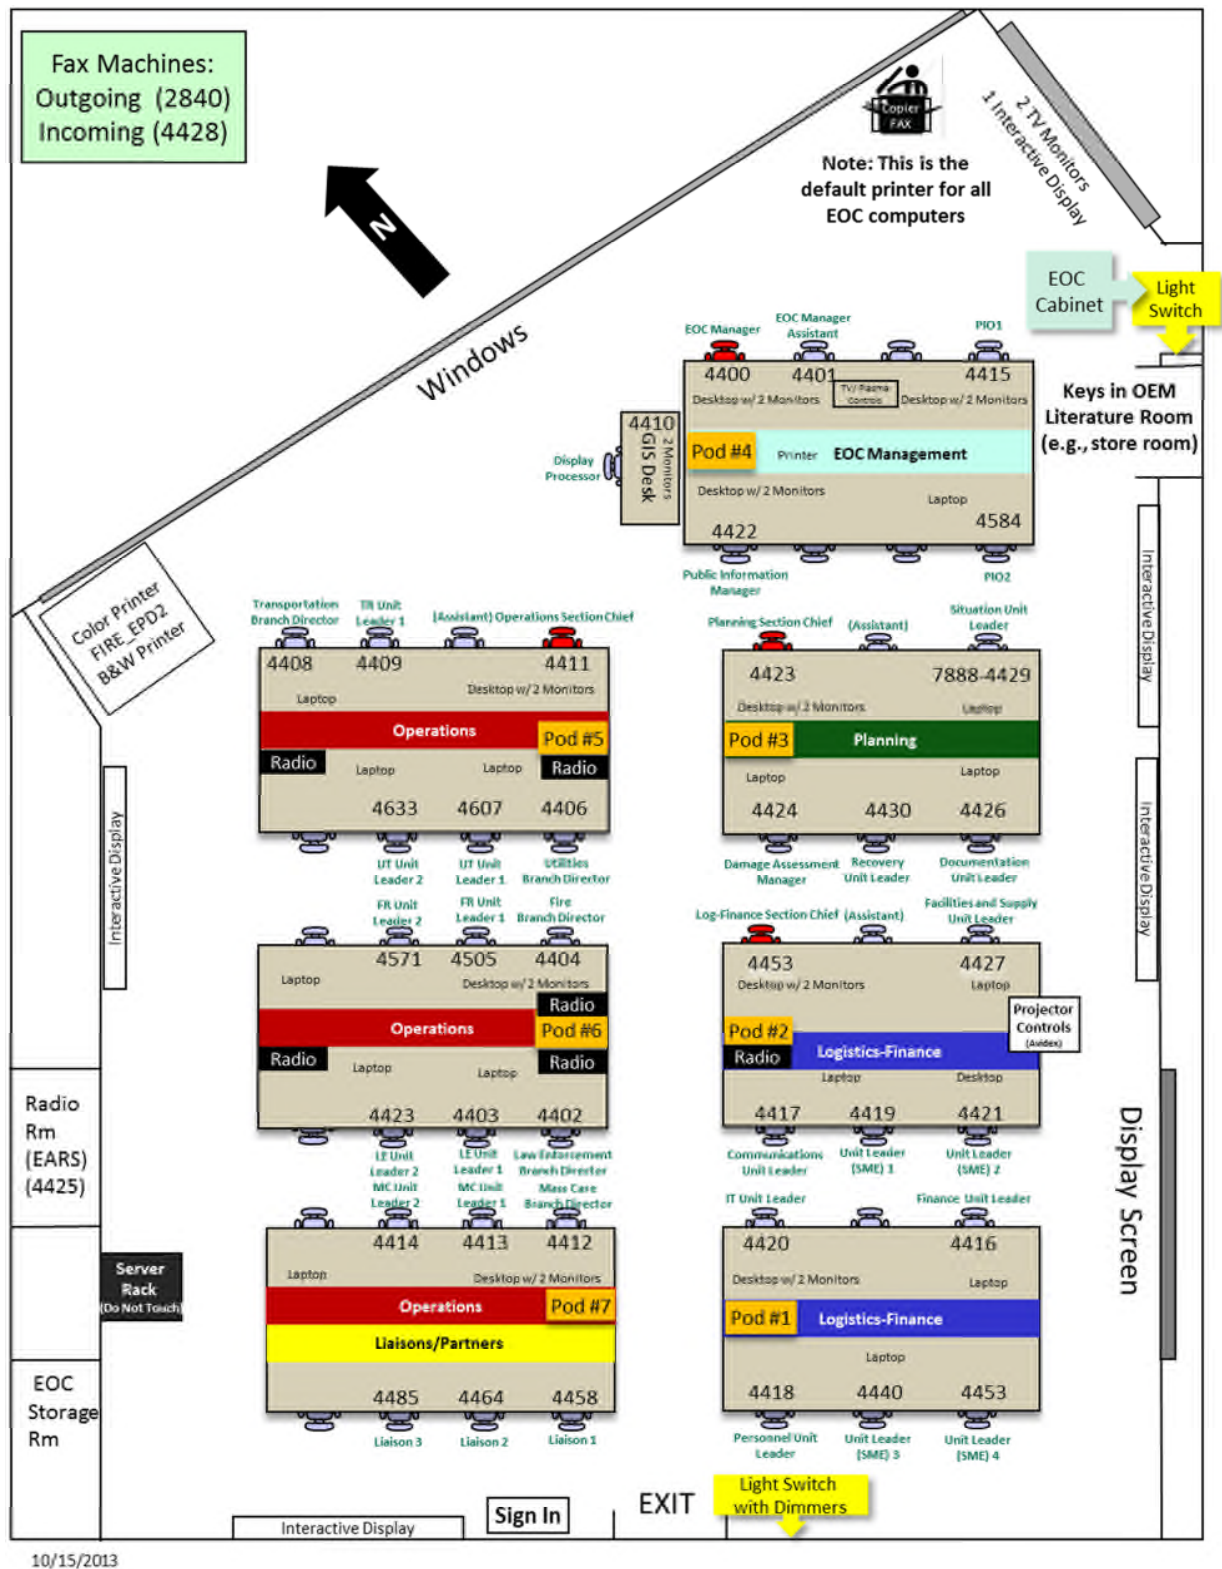 Fax Machines:
Outgoing (2840)
Incoming (4428)
N
Windows
Copier
FAX
Note: This is the
default printer for all
EOC computers
2 TV Monitors
1 Interactive Display
EOC
Cabinet
Light
Switch
Keys in OEM
Literature Room
(e.g., store room)
EOC Manager
EOC Manager
Assistant
PIO1
4400
4401
4415
Desktop w/ 2 Monitors
TV/ Plasma
Controls
Desktop w/ 2 Monitors
4410
GIS Desk
2 Monitors
Display
Processor
Pod #4
Printer
EOC Management
Desktop w/ 2 Monitors
Laptop
4422
4584
Public Information
Manager
PIO2
Interactive Display
Color Printer
FIRE_EPD2
B&W Printer
Transportation
Branch Director
TR Unit
Leader 1
(Assistant) Operations Section Chief
4408
4409
4411
Laptop
Desktop w/ 2 Monitors
Operations
Pod #5
Radio
Laptop
Laptop
Radio
4633
4607
4406
UT Unit
Leader 2
UT Unit
Leader 1
Utilities
Branch Director
Planning Section Chief
(Assistant)
Situation Unit
Leader
4423
7888-4429
Desktop w/ 2 Monitors
Laptop
Pod #3
Planning
Laptop
Laptop
4424
4430
4426
Damage Assessment
Manager
Recovery
Unit Leader
Documentation
Unit Leader
Interactive Display
Interactive Display
FR Unit
Leader 2
FR Unit
Leader 1
Fire
Branch Director
4571
4505
4404
Laptop
Desktop w/ 2 Monitors
Radio
Operations
Pod #6
Radio
Laptop
Laptop
Radio
4423
4403
4402
LE Unit
Leader 2
LE Unit
Leader 1
Law Enforcement
Branch Director
Log-Finance Section Chief
(Assistant)
Facilities and Supply
Unit Leader
4453
4427
Desktop w/ 2 Monitors
Laptop
Projector
Controls
(Avidex)
Pod #2
Radio
Logistics-Finance
Laptop
Desktop
4417
4419
4421
Communications
Unit Leader
Unit Leader
(SME) 1
Unit Leader
(SME) 2
Display Screen
Radio
Rm
(EARS)
(4425)
Server
Rack
(Do Not Touch)
EOC
Storage
Rm
MC Unit
Leader 2
MC Unit
Leader 1
Mass Care
Branch Director
4414
4413
4412
Laptop
Desktop w/ 2 Monitors
Operations
Pod #7
Liaisons/Partners
4485
4464
4458
Liaison 3
Liaison 2
Liaison 1
IT Unit Leader
Finance Unit Leader
4420
4416
Desktop w/ 2 Monitors
Laptop
Pod #1
Logistics-Finance
Laptop
4418
4440
4453
Personnel Unit
Leader
Unit Leader
(SME) 3
Unit Leader
(SME) 4
Interactive Display
Sign In
EXIT
Light Switch
with Dimmers
10/15/2013